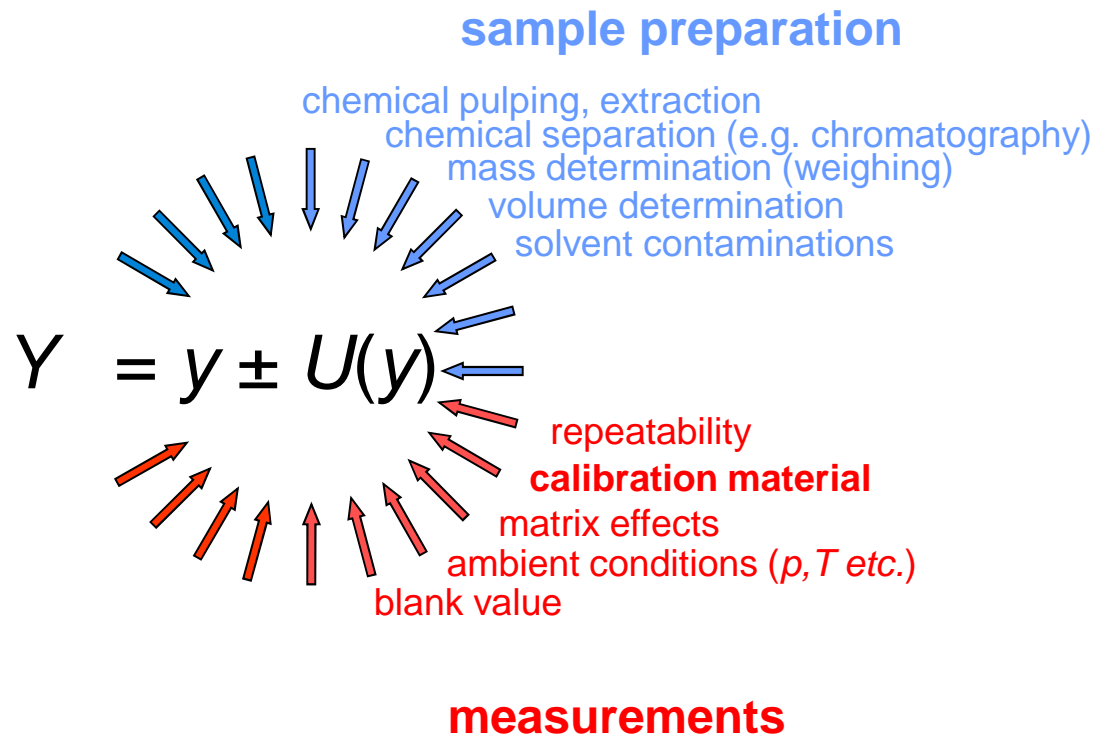 sample preparation
chemical pulping, extraction
chemical separation (e.g. chromatography)
mass determination (weighing)
volume determination
solvent contaminations
Y = y ± U(y)
repeatability
calibration material
matrix effects
ambient conditions (p,T etc.)
blank value
measurements